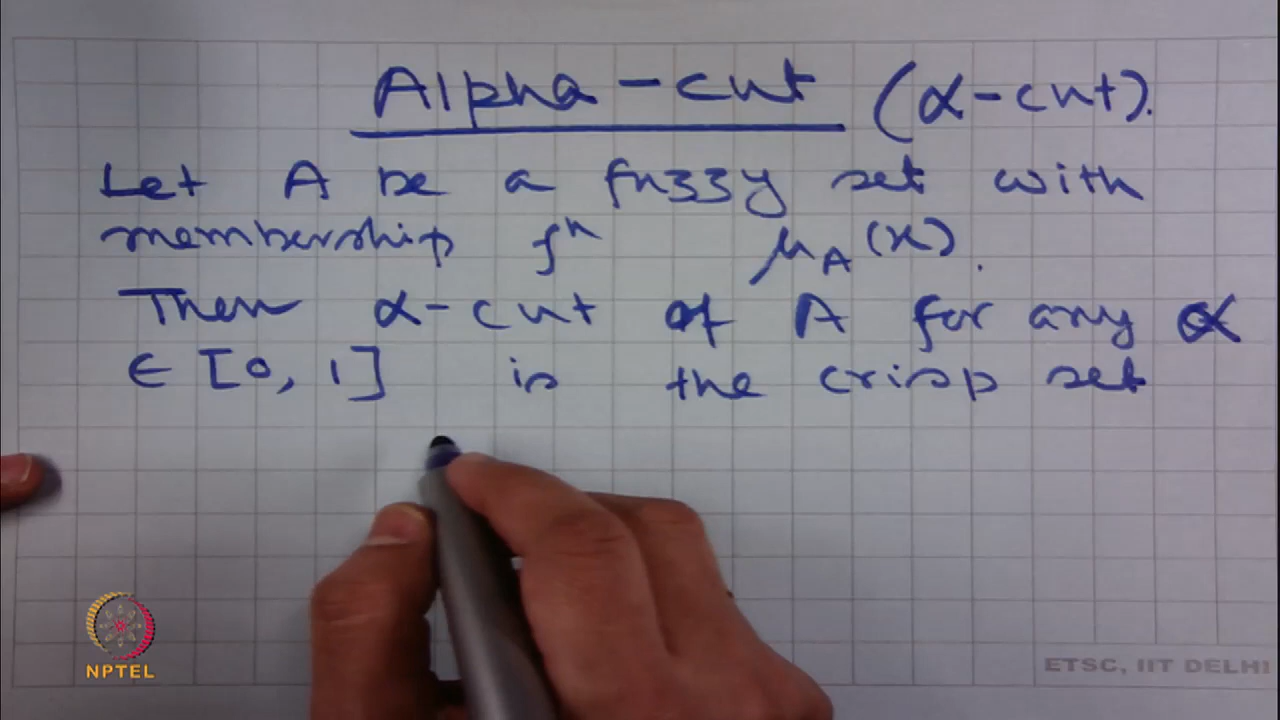 Alpha-cut (α-cut).
Let A be a fuzzy set with
membership fⁿ μ_A(x).
Then α-cut of A for any α
∈ [0, 1] is the crisp set
NPTEL
ETSC, IIT DELHI